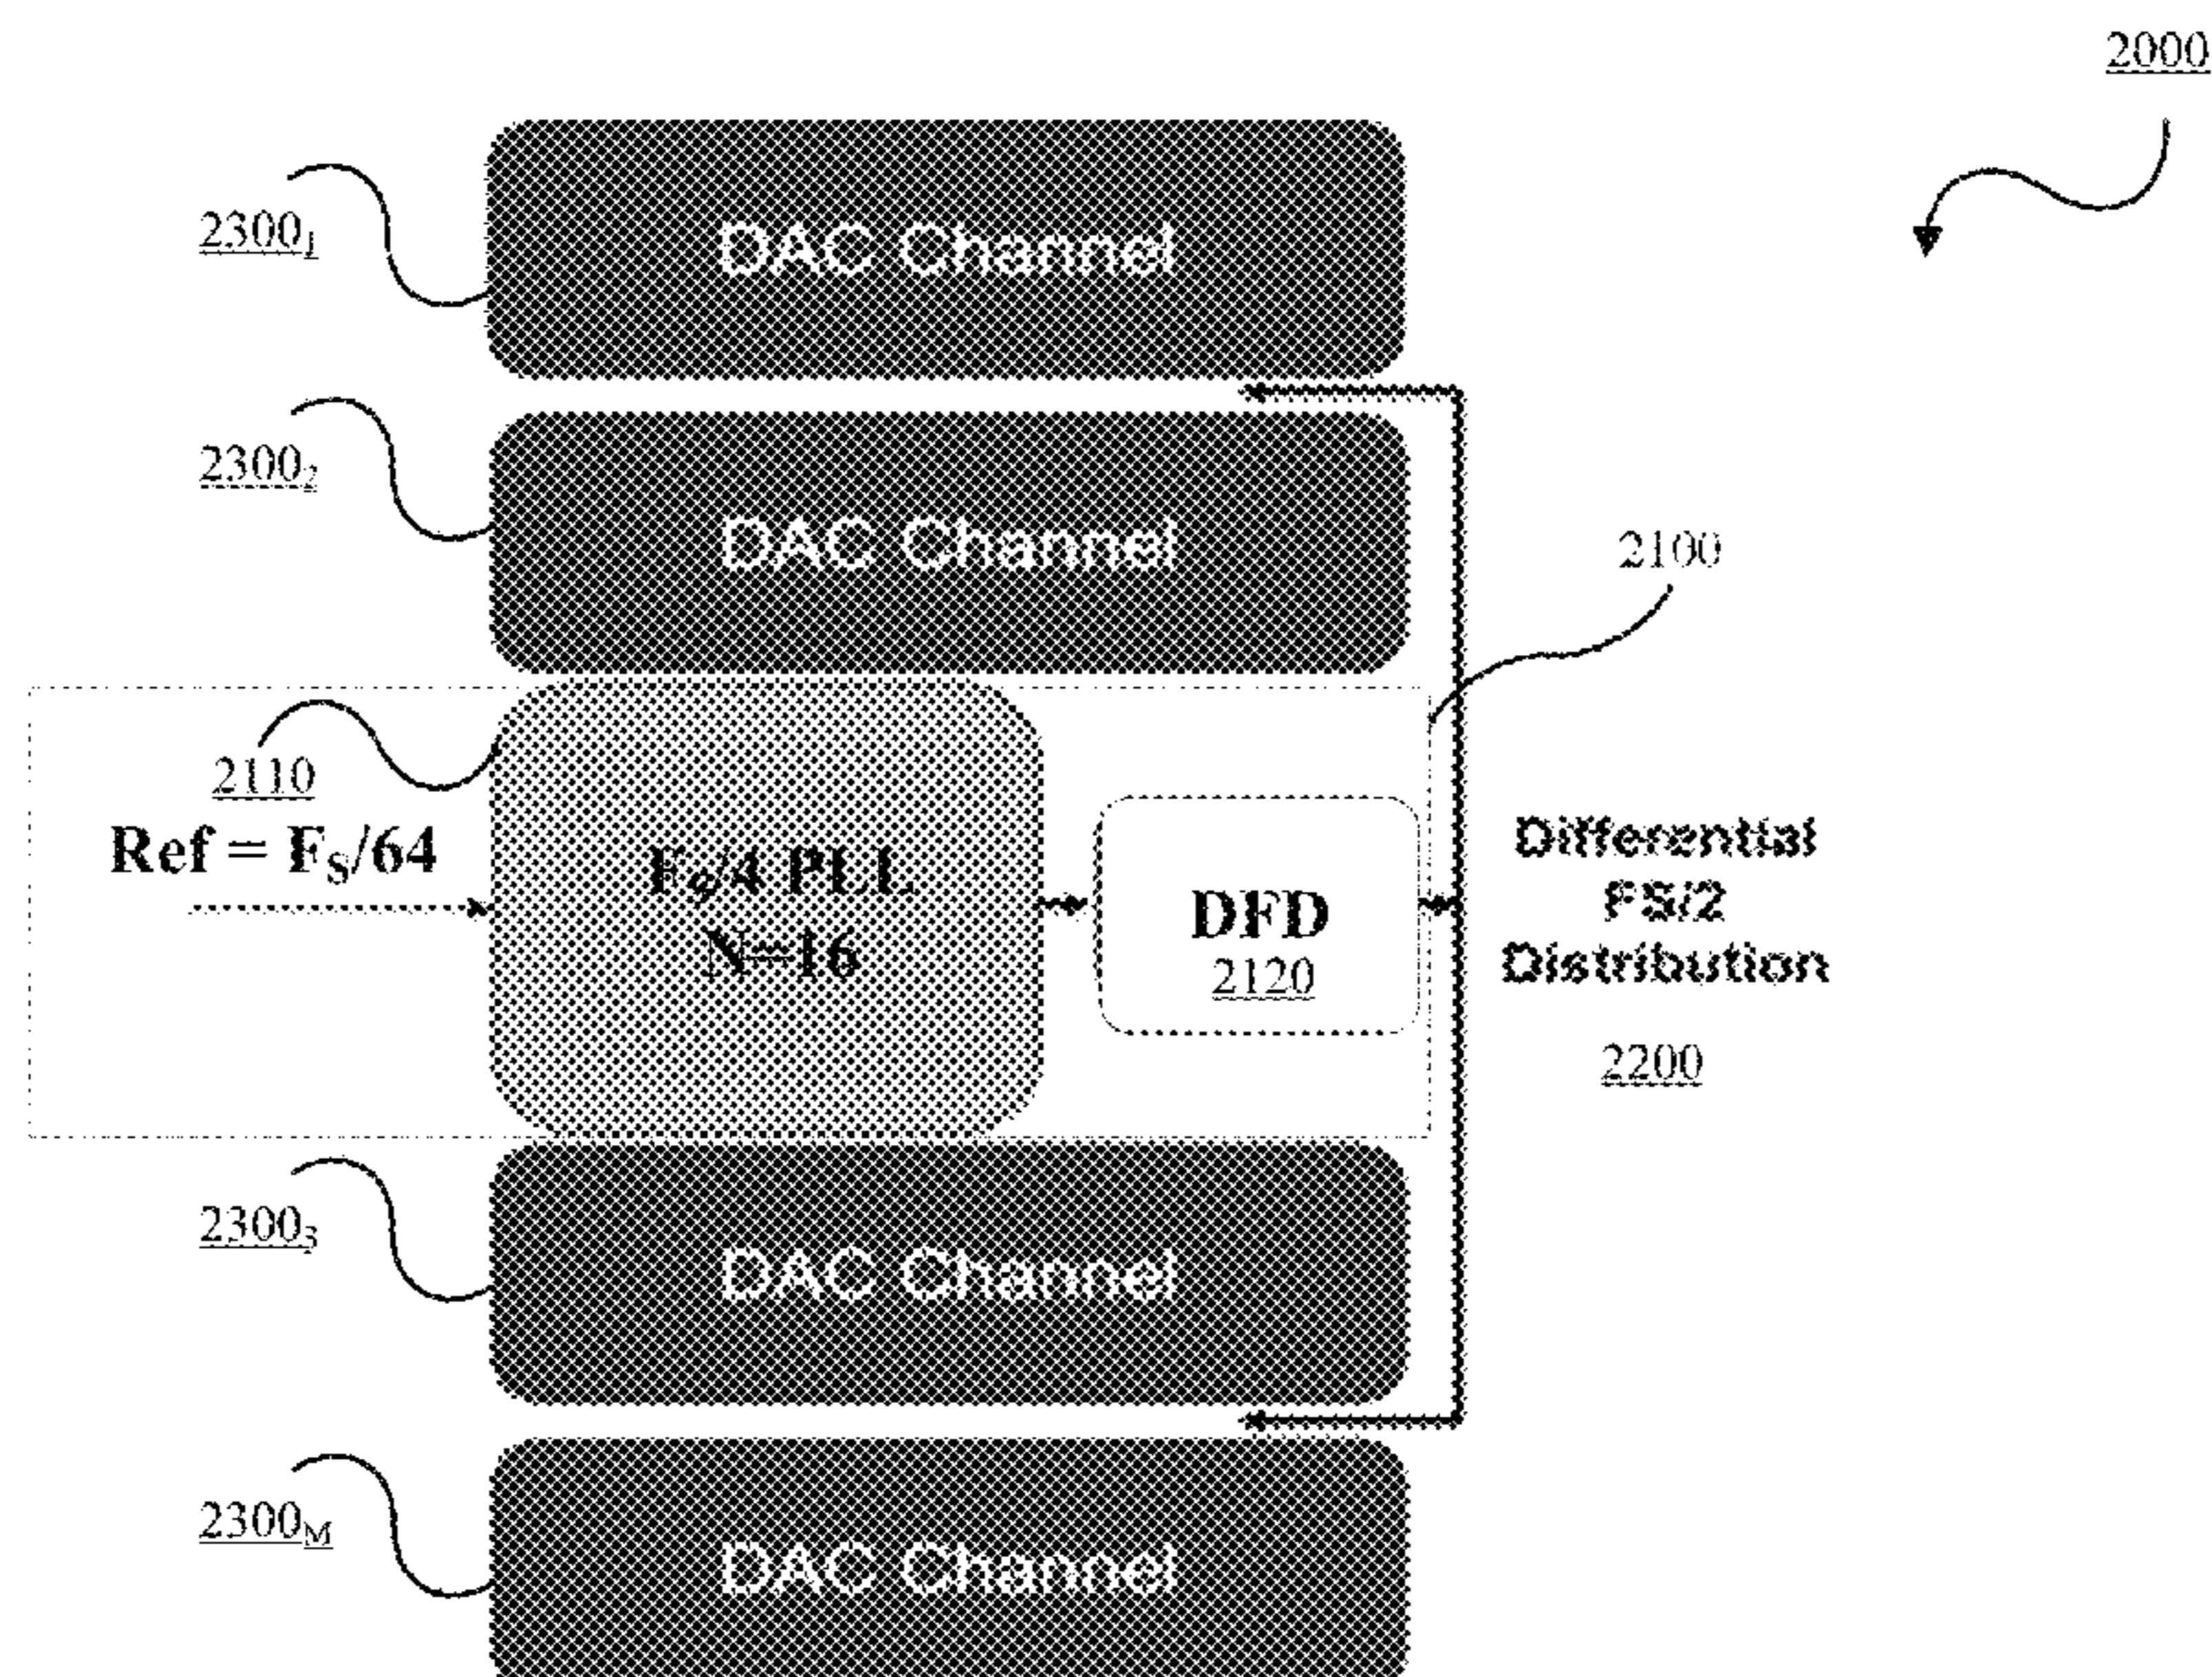 2000
2300₁
DAC Channel
2300₂
DAC Channel
2100
2110
Ref = F_S/64
F_S/4 PLL
N=16
DFD
2120
Differential
FS/2
Distribution
2200
2300₃
DAC Channel
2300_M
DAC Channel